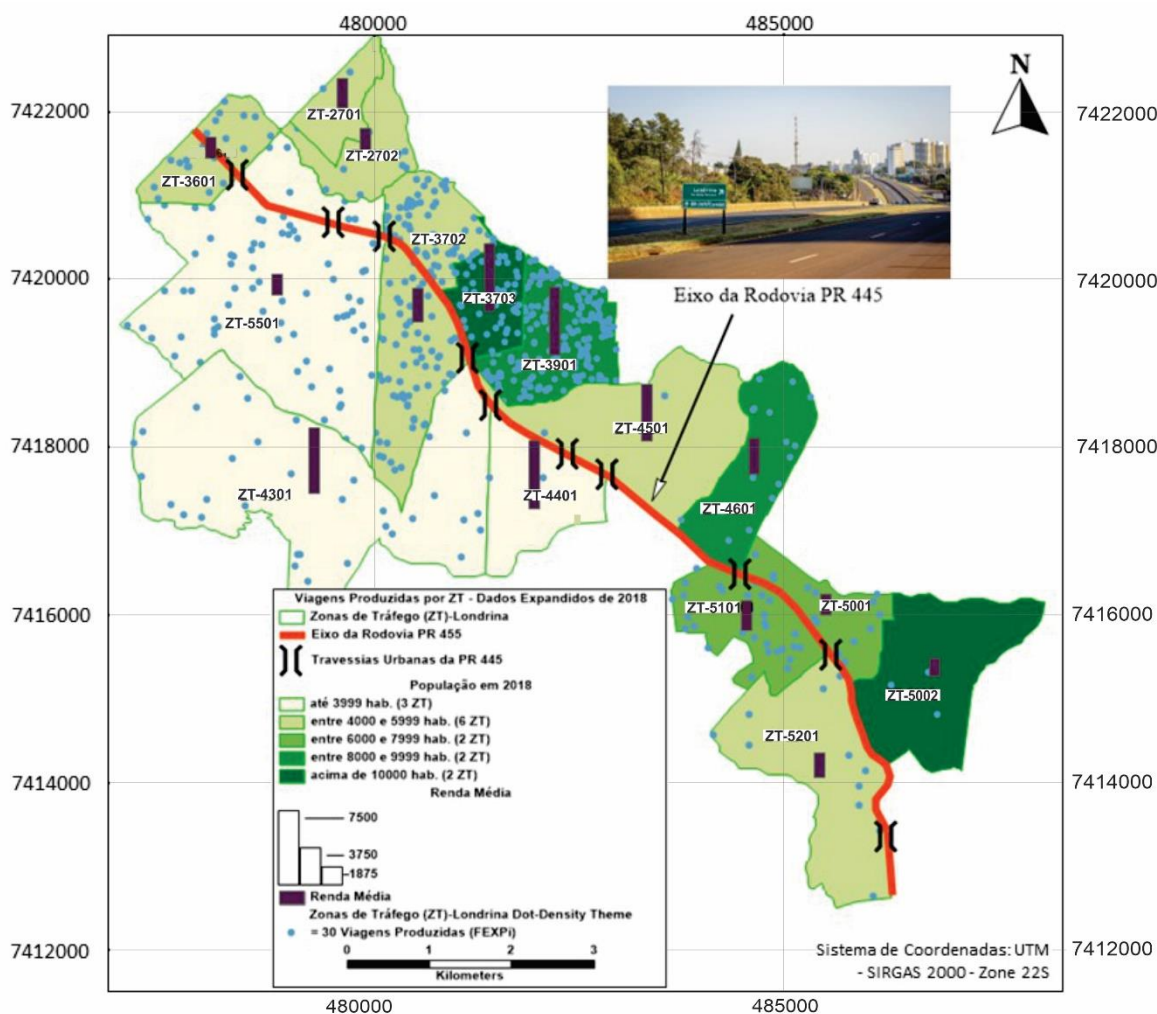 480000
485000
N
7422000
7422000
ZT-2701
ZT-2702
ZT-3601
ZT-3702
7420000
7420000
ZT-3703
Eixo da Rodovia PR 445
ZT-5501
ZT-3901
7418000
7418000
ZT-4501
ZT-4301
ZT-4401
ZT-4601
7416000
7416000
ZT-5101
ZT-5001
ZT-5002
ZT-5201
7414000
7414000
7412000
7412000
Viagens Produzidas por ZT - Dados Expandidos de 2018
Zonas de Tráfego (ZT)-Londrina
Eixo da Rodovia PR 455
Travessias Urbanas da PR 445
População em 2018
até 3999 hab. (3 ZT)
entre 4000 e 5999 hab. (6 ZT)
entre 6000 e 7999 hab. (2 ZT)
entre 8000 e 9999 hab. (2 ZT)
acima de 10000 hab. (2 ZT)
Renda Média
7500
3750
1875
Renda Média
Zonas de Tráfego (ZT)-Londrina Dot-Density Theme
= 30 Viagens Produzidas (FEXPi)
0 1 2 3
Kilometers
Sistema de Coordenadas: UTM
- SIRGAS 2000 - Zone 22S
480000
485000